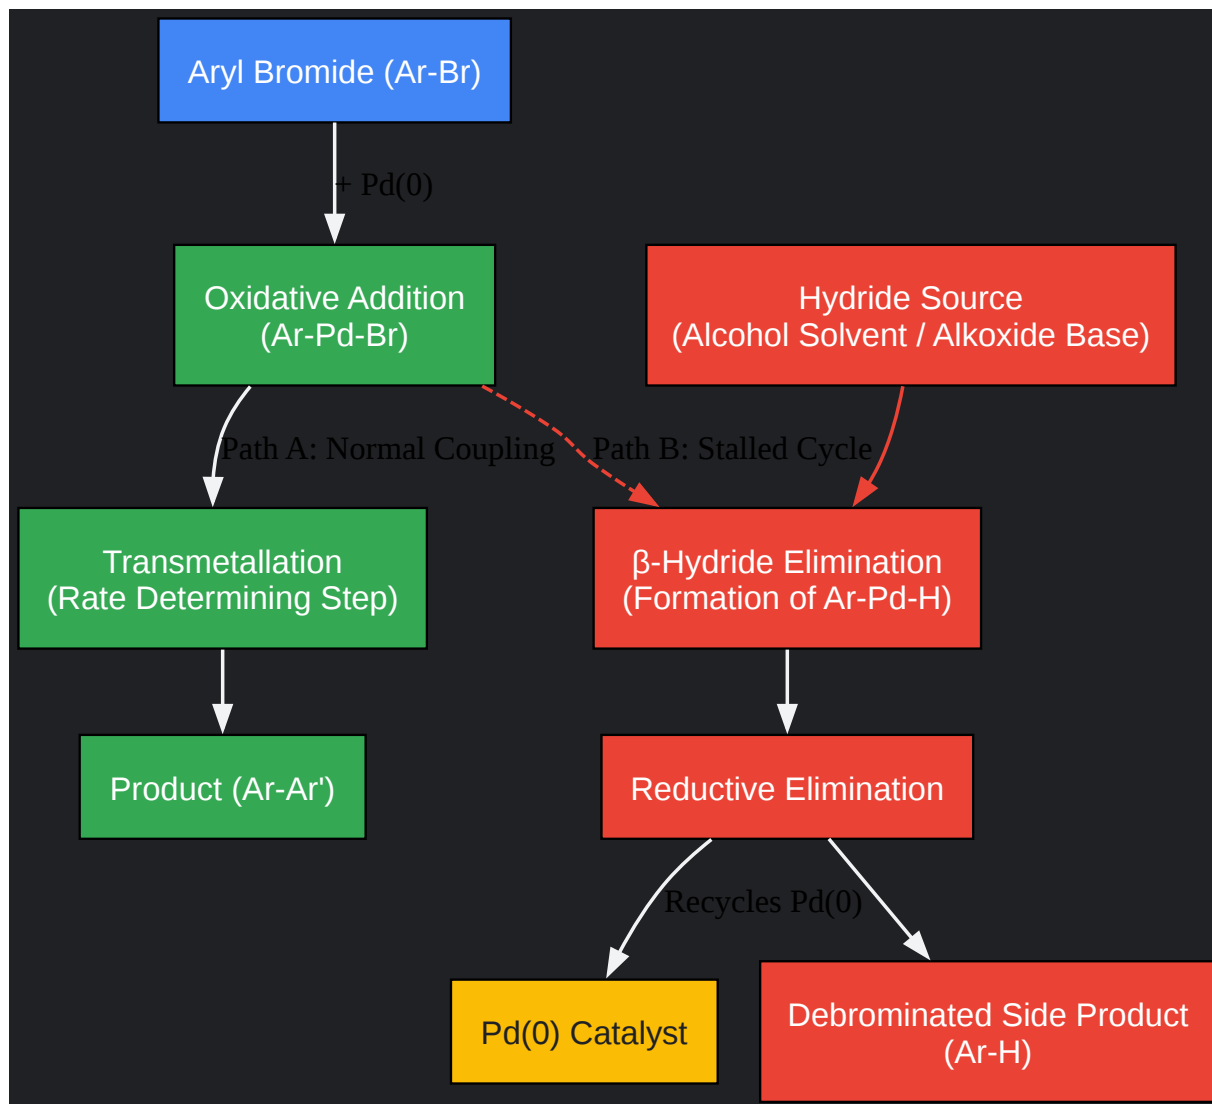 Aryl Bromide (Ar-Br)
+ Pd(0)
Oxidative Addition
(Ar-Pd-Br)
Hydride Source
(Alcohol Solvent / Alkoxide Base)
Path A: Normal Coupling
Path B: Stalled Cycle
Transmetallation
(Rate Determining Step)
β-Hydride Elimination
(Formation of Ar-Pd-H)
Product (Ar-Ar')
Reductive Elimination
Recycles Pd(0)
Pd(0) Catalyst
Debrominated Side Product
(Ar-H)